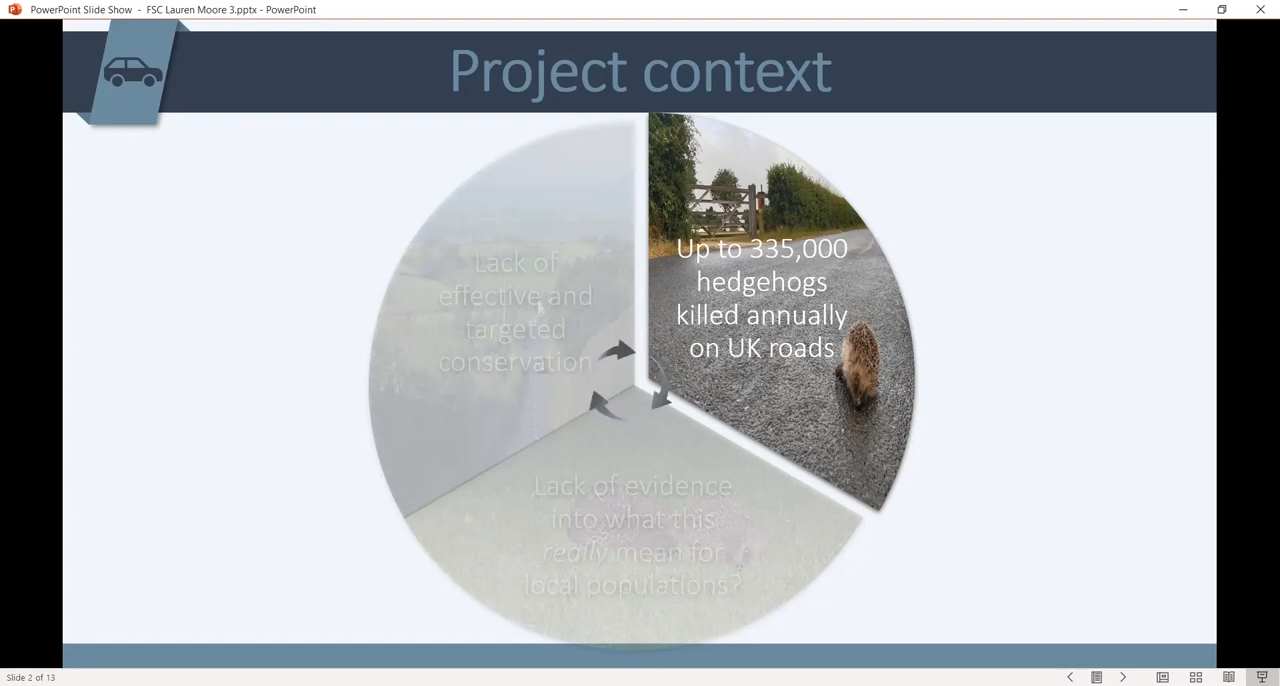 PowerPoint Slide Show - FSC Lauren Moore 3.pptx - PowerPoint
Project context
Up to 335,000
hedgehogs
killed annually
on UK roads
Lack of
effective and
targeted
conservation
Lack of evidence
into what this
really mean for
local populations?
Slide 2 of 13